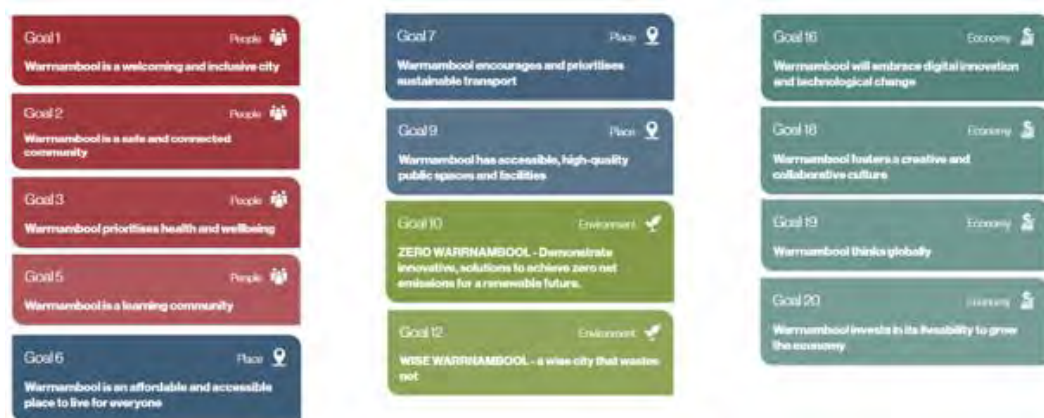 Goal 1
People
Warrnambool is a welcoming and inclusive city
Goal 2
People
Warrnambool is a safe and connected
community
Goal 3
People
Warrnambool prioritises health and wellbeing
Goal 5
People
Warrnambool is a learning community
Goal 6
Place
Warrnambool is an affordable and accessible
place to live for everyone
Goal 7
Place
Warrnambool encourages and prioritises
sustainable transport
Goal 9
Place
Warrnambool has accessible, high-quality
public spaces and facilities
Goal 10
Environment
ZERO WARRNAMBOOL - Demonstrate
innovative, solutions to achieve zero net
emissions for a renewable future.
Goal 12
Environment
WISE WARRNAMBOOL - a wise city that wastes
not
Goal 16
Economy
Warrnambool will embrace digital innovation
and technological change
Goal 18
Economy
Warrnambool fosters a creative and
collaborative culture
Goal 19
Economy
Warrnambool thinks globally
Goal 20
Economy
Warrnambool invests in its liveability to grow
the economy